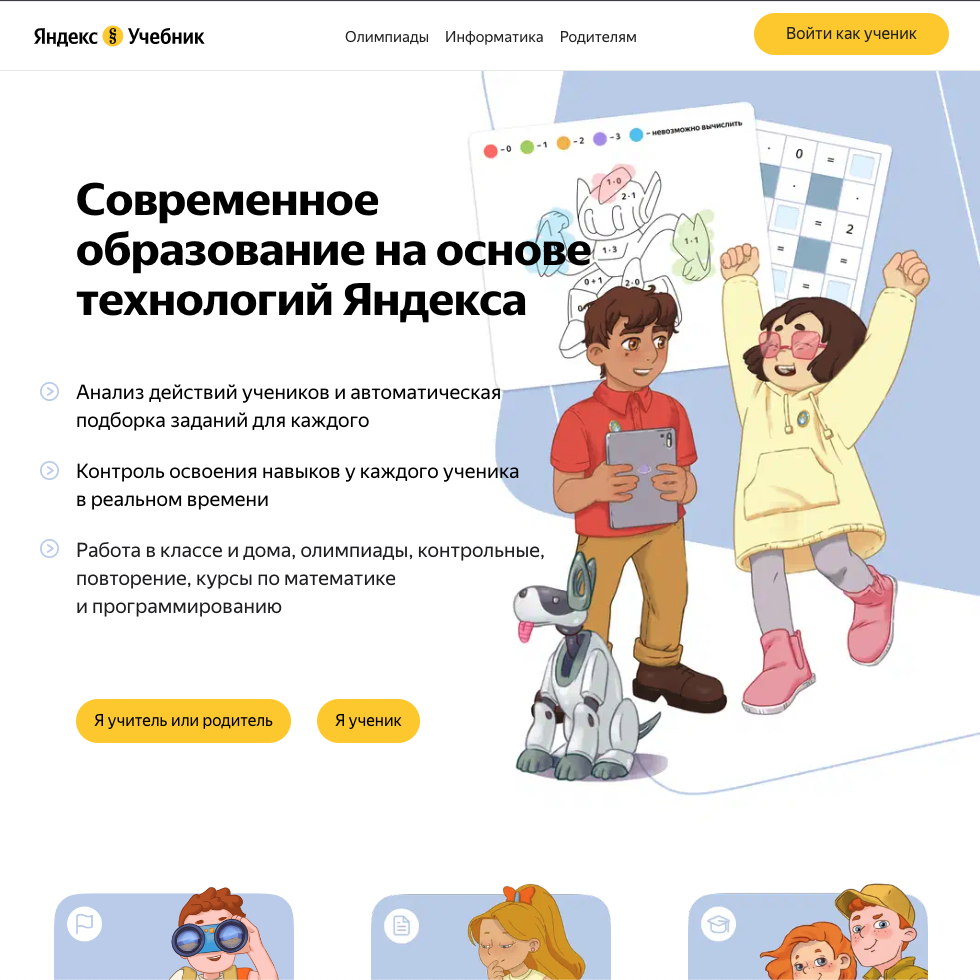 Яндекс Учебник
Олимпиады Информатика Родителям
Войти как ученик
– 0 – 1 – 2 – 3 – невозможно вычислить
0 =
= 2
= =
=
1 · 0
2 · 1
1 · 1
1 · 3
0 + 1 2 · 0
Современное
образование на основе
технологий Яндекса
Анализ действий учеников и автоматическая
подборка заданий для каждого
Контроль освоения навыков у каждого ученика
в реальном времени
Работа в классе и дома, олимпиады, контрольные,
повторение, курсы по математике
и программированию
Я учитель или родитель
Я ученик